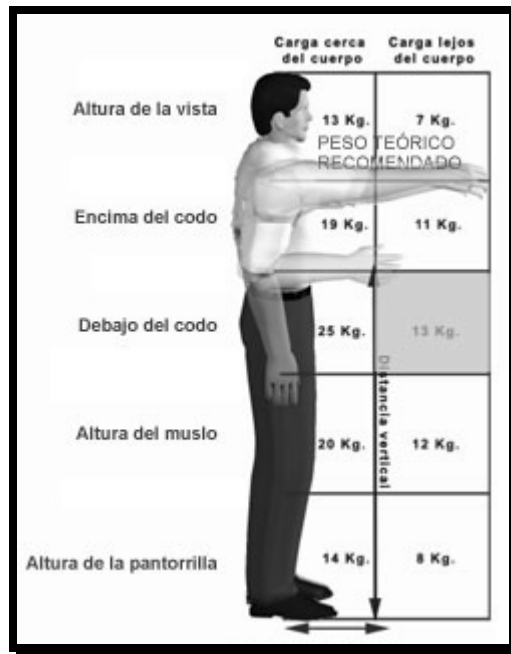 Carga cerca del cuerpo
Carga lejos del cuerpo
Altura de la vista
13 Kg.
7 Kg.
PESO TEÓRICO
RECOMENDADO
Encima del codo
19 Kg.
11 Kg.
Debajo del codo
25 Kg.
13 Kg.
Distancia vertical
Altura del muslo
20 Kg.
12 Kg.
Altura de la pantorrilla
14 Kg.
8 Kg.